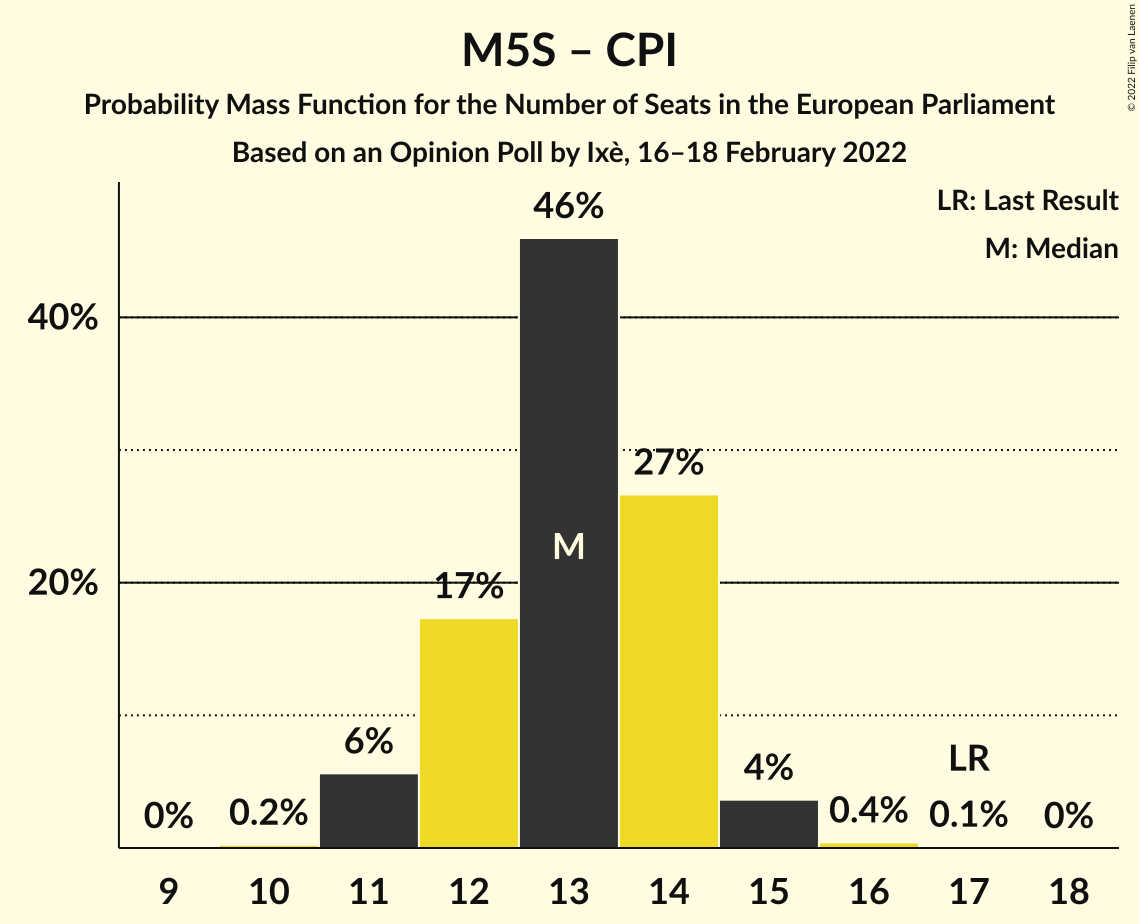 M5S – CPI
Probability Mass Function for the Number of Seats in the European Parliament
Based on an Opinion Poll by Ixè, 16–18 February 2022
© 2022 Filip van Laenen
LR: Last Result
M: Median
46%
40%
27%
M
20%
17%
6%
LR
4%
0%
0.2%
0.4%
0.1%
0%
9 10 11 12 13 14 15 16 17 18